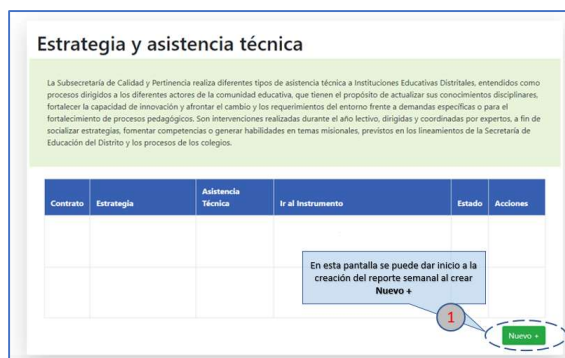 Estrategia y asistencia técnica
La Subsecretaría de Calidad y Pertinencia realiza diferentes tipos de asistencia técnica a Instituciones Educativas Distritales, entendidos como
procesos dirigidos a los diferentes actores de la comunidad educativa, que tienen el propósito de actualizar sus conocimientos disciplinares,
fortalecer la capacidad de innovación y afrontar el cambio y los requerimientos del entorno frente a demandas específicas o para el
fortalecimiento de procesos pedagógicos. Son intervenciones realizadas durante el año lectivo, dirigidas y coordinadas por expertos, a fin de
socializar estrategias, fomentar competencias o generar habilidades en temas misionales, previstos en los lineamientos de la Secretaría de
Educación del Distrito y los procesos de los colegios.
Contrato Estrategia Asistencia Técnica Ir al Instrumento Estado Acciones
En esta pantalla se puede dar inicio a la
creación del reporte semanal al crear
Nuevo +
1
Nuevo +